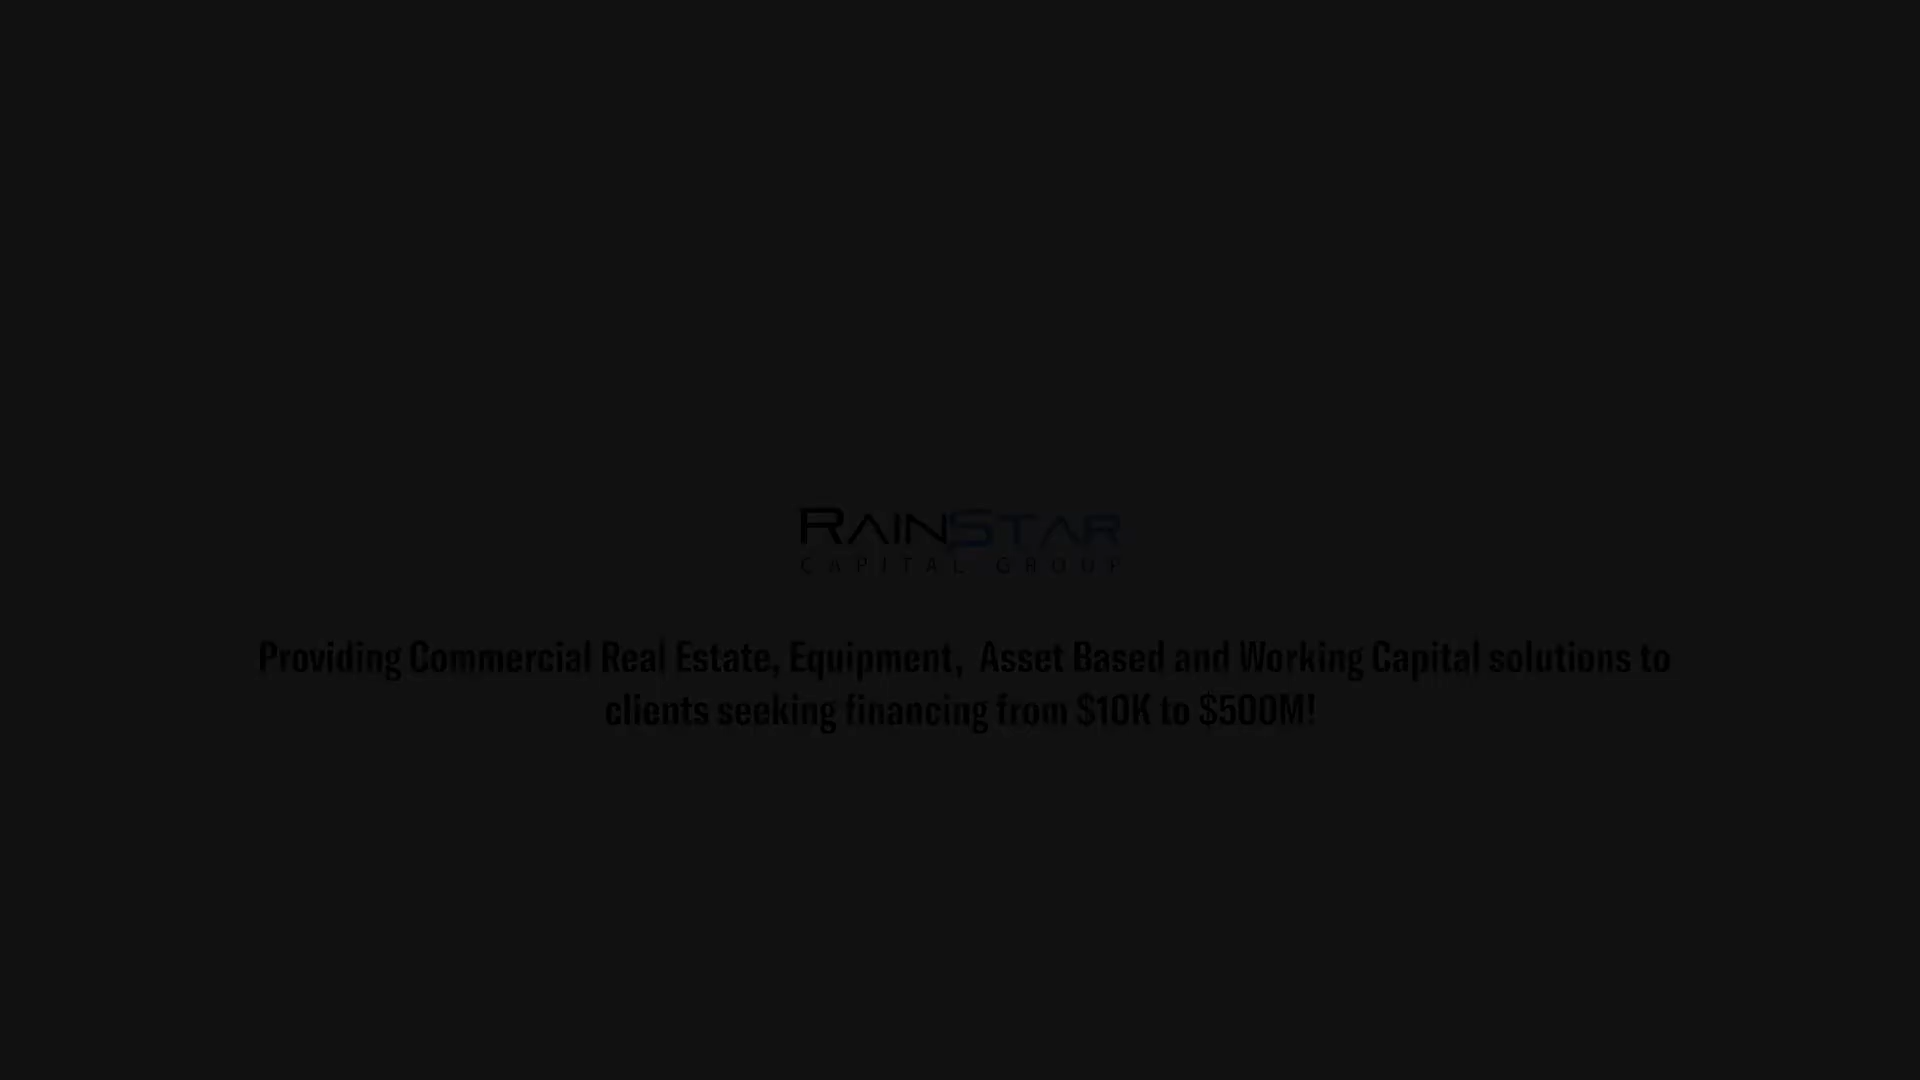 RAINSTAR
CAPITAL GROUP
Providing Commercial Real Estate, Equipment,  Asset Based and Working Capital solutions to
clients seeking financing from $10K to $500M!